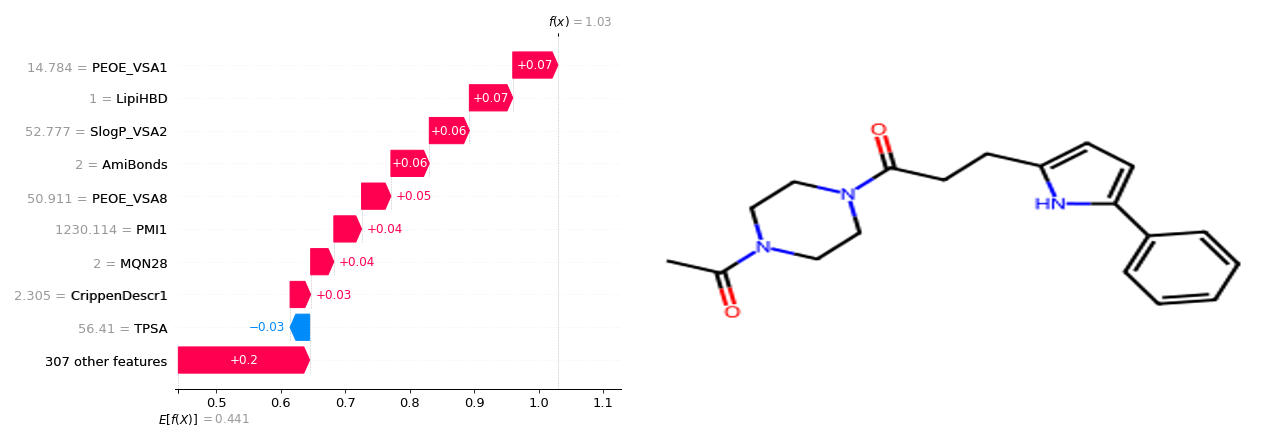 f(x) = 1.03
14.784 = PEOE_VSA1 +0.07
1 = LipiHBD +0.07
52.777 = SlogP_VSA2 +0.06
2 = AmiBonds +0.06
50.911 = PEOE_VSA8 +0.05
1230.114 = PMI1 +0.04
2 = MQN28 +0.04
2.305 = CrippenDescr1 +0.03
56.41 = TPSA −0.03
307 other features +0.2
0.5 0.6 0.7 0.8 0.9 1.0 1.1
E[f(X)] = 0.441
O
N
HN
N
O